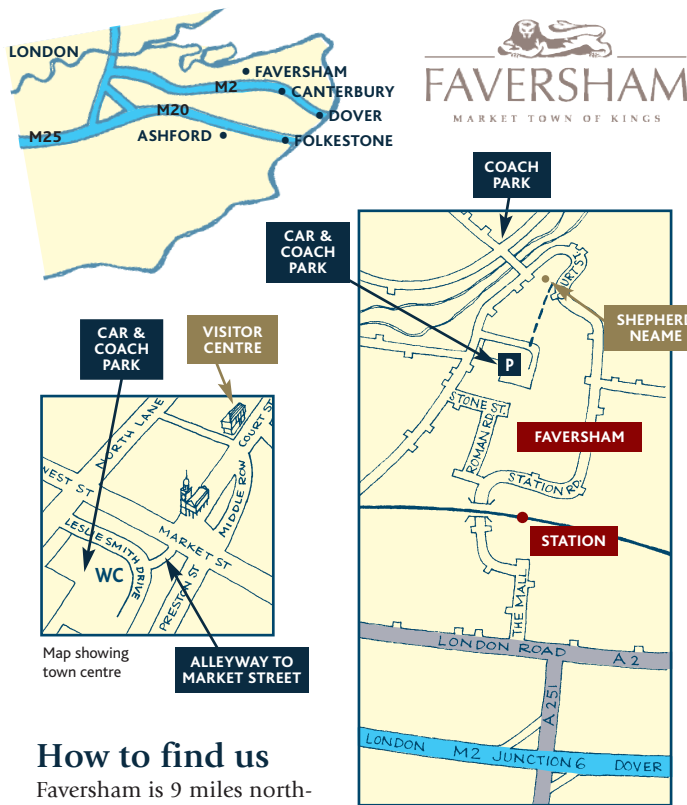 LONDON
FAVERSHAM
M2
CANTERBURY
DOVER
M20
M25
ASHFORD
FOLKESTONE
FAVERSHAM
MARKET TOWN OF KINGS
COACH
PARK
CAR &
COACH
PARK
COURT ST.
SHEPHERD
NEAME
P
STONE ST.
ROMAN RD.
FAVERSHAM
STATION RD.
STATION
THE MALL
LONDON ROAD
A 2
A 251
LONDON M2 JUNCTION 6 DOVER
CAR &
COACH
PARK
VISITOR
CENTRE
NORTH LANE
COURT ST
WEST ST
MIDDLE ROW
LESLIE SMITH DRIVE
MARKET ST
WC
PRESTON ST
Map showing
town centre
ALLEYWAY TO
MARKET STREET
How to find us
Faversham is 9 miles north-